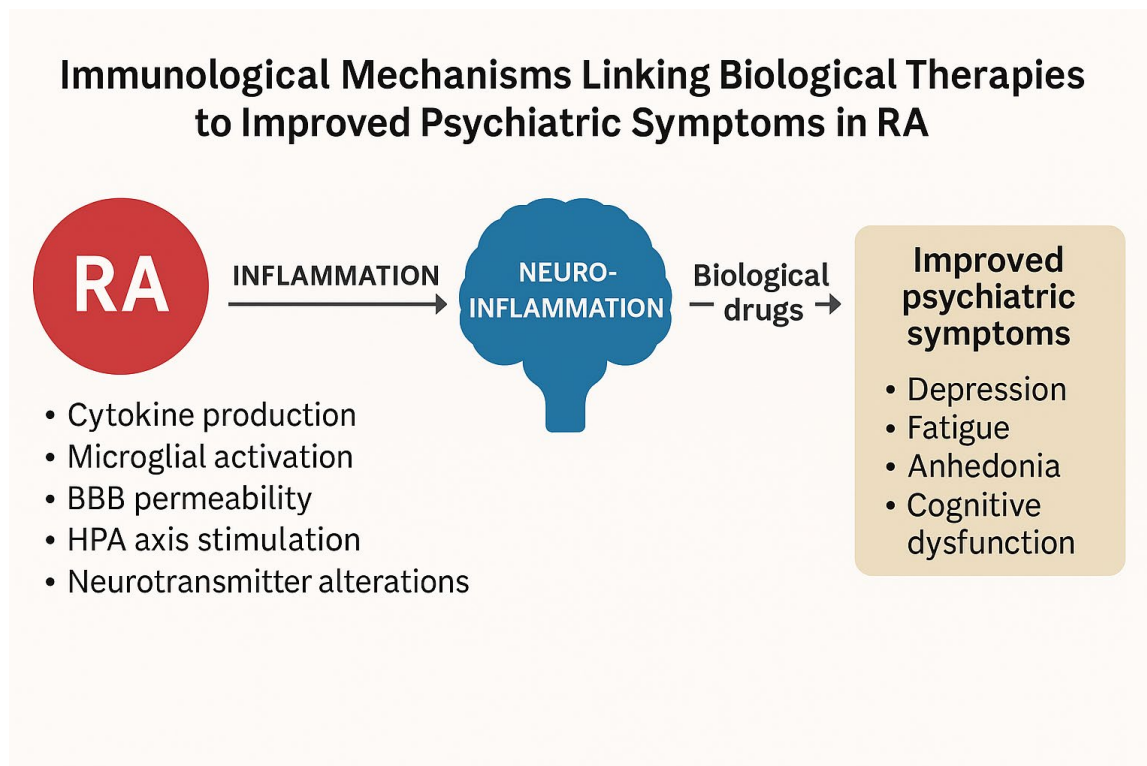 Immunological Mechanisms Linking Biological Therapies
to Improved Psychiatric Symptoms in RA
RA
INFLAMMATION
NEURO-
INFLAMMATION
Biological
drugs
Improved
psychiatric
symptoms
• Depression
• Fatigue
• Anhedonia
• Cognitive
dysfunction
• Cytokine production
• Microglial activation
• BBB permeability
• HPA axis stimulation
• Neurotransmitter alterations